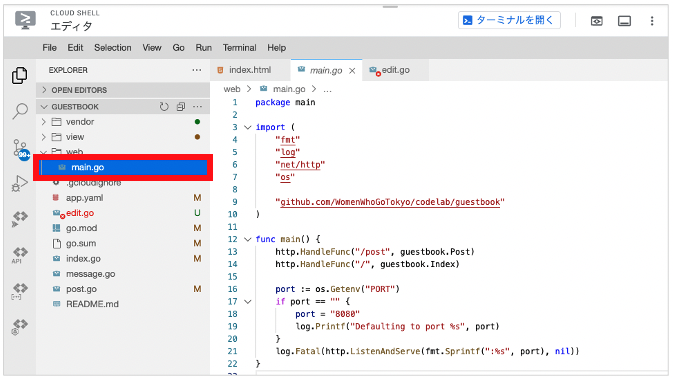 CLOUD SHELL
エディタ
ターミナルを開く
File Edit Selection View Go Run Terminal Help
EXPLORER
OPEN EDITORS
GUESTBOOK
vendor
view
web
main.go
.gcloudignore
app.yaml M
edit.go U
go.mod M
go.sum M
index.go M
message.go
post.go M
README.md
99+
API
index.html main.go edit.go
web > main.go > ...
1 package main
2
3 import (
4 "fmt"
5 "log"
6 "net/http"
7 "os"
8
9 "github.com/WomenWhoGoTokyo/codelab/guestbook"
10 )
11
12 func main() {
13 http.HandleFunc("/post", guestbook.Post)
14 http.HandleFunc("/", guestbook.Index)
15
16 port := os.Getenv("PORT")
17 if port == "" {
18 port = "8080"
19 log.Printf("Defaulting to port %s", port)
20 }
21 log.Fatal(http.ListenAndServe(fmt.Sprintf(":%s", port), nil))
22 }